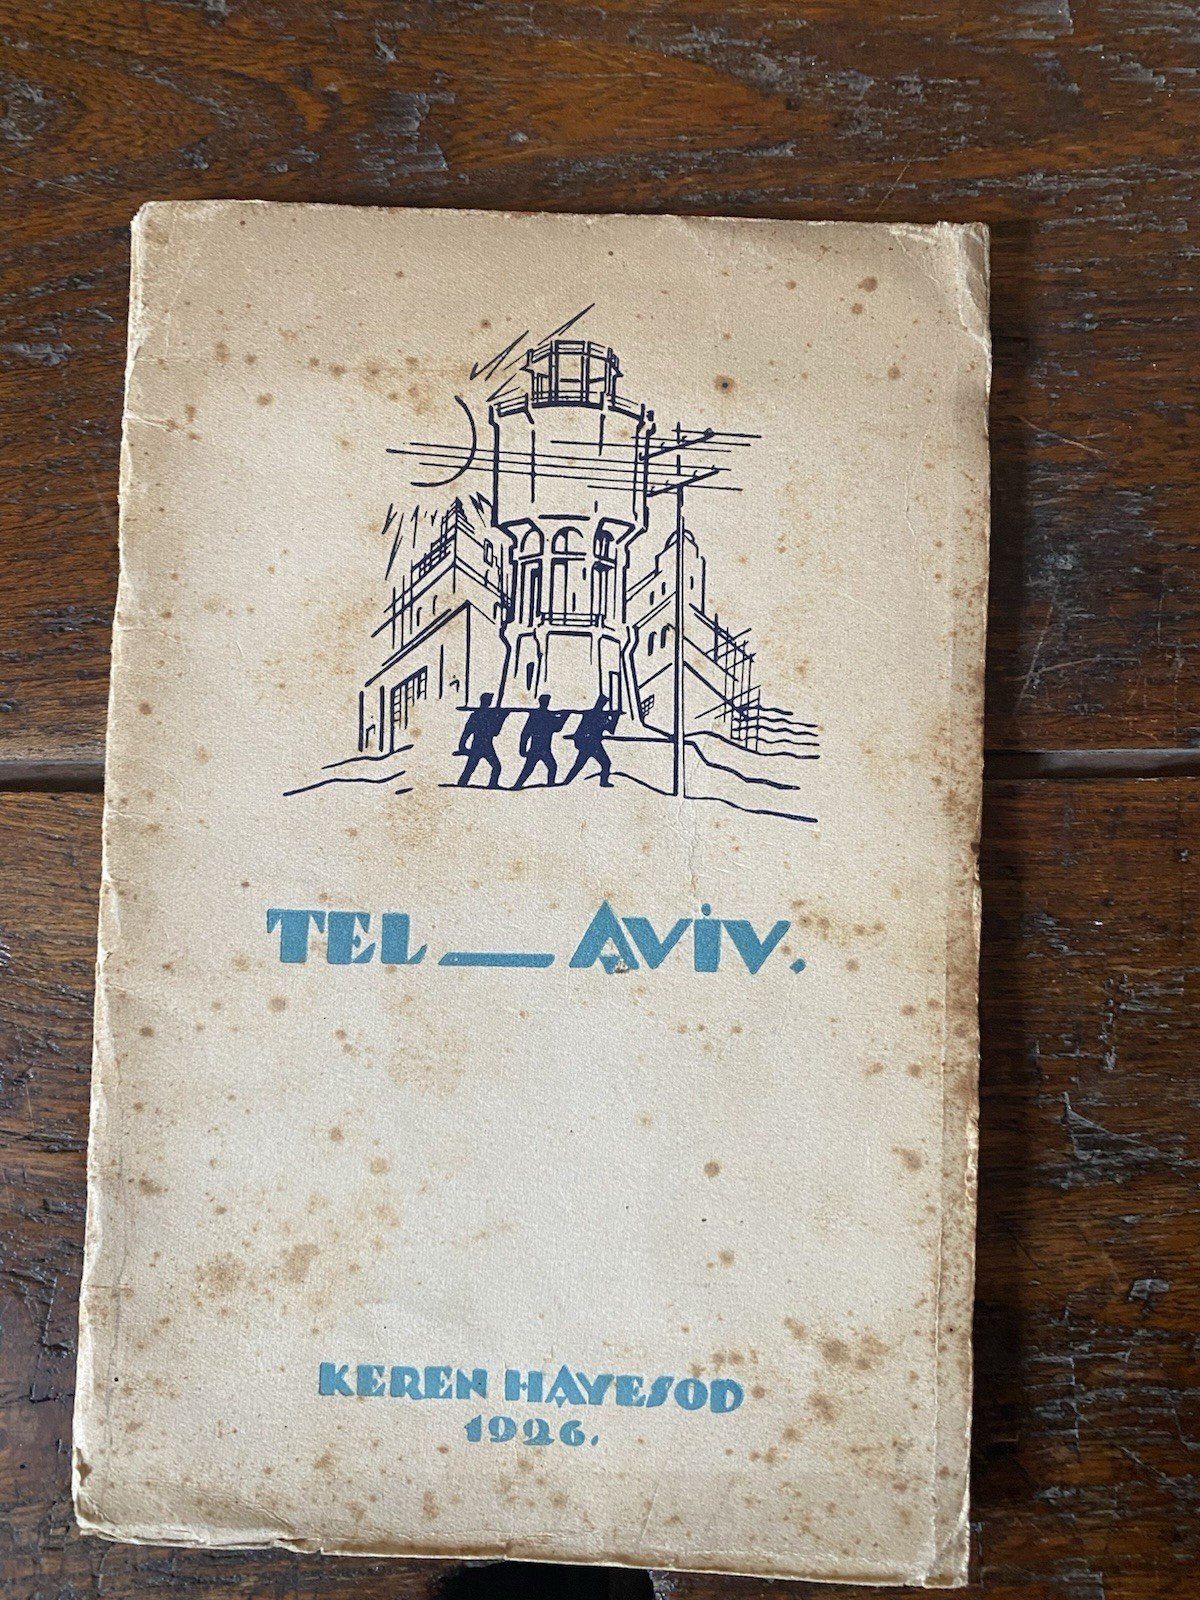 TEL — AVIV.
KEREN HAYESOD
1926.